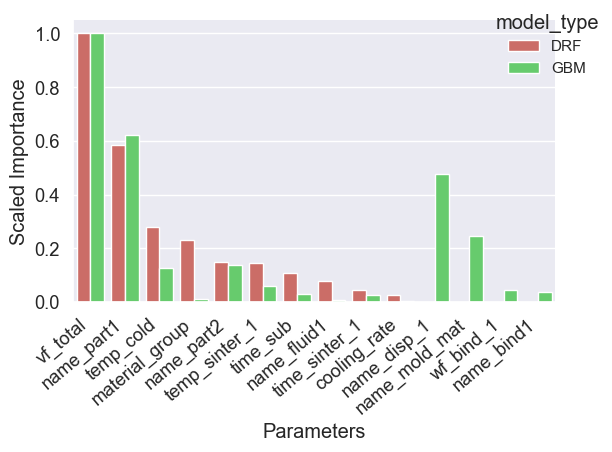 model_type
DRF
GBM
Scaled Importance
1.0
0.8
0.6
0.4
0.2
0.0
vf_total
name_part1
temp_cold
material_group
name_part2
temp_sinter_1
time_sub
name_fluid1
time_sinter_1
cooling_rate
name_disp_1
name_mold_mat
wf_bind_1
name_bind1
Parameters